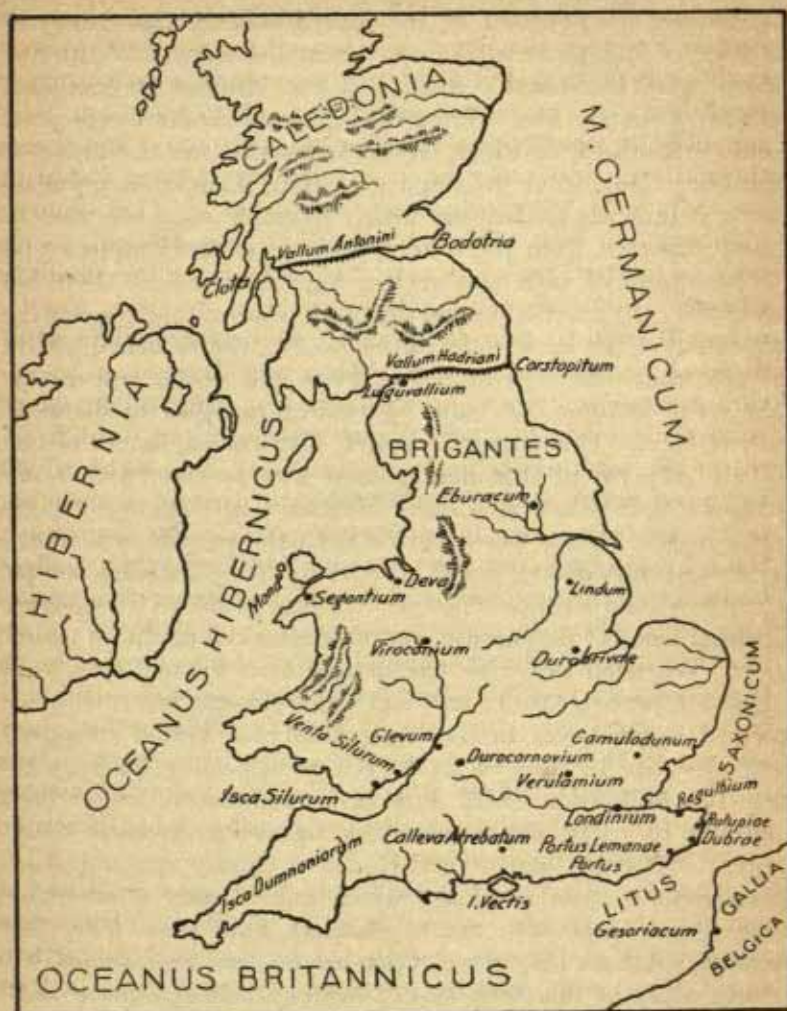 CALEDONIA
M. GERMANICUM
Vallum Antonini
Bodotria
Clota
Vallum Hadriani
Corstopitum
Luguvallium
HIBERNIA
OCEANUS HIBERNICUS
BRIGANTES
Eburacum
Mona
Segontium
Deva
Lindum
Viroconium
Durobrivae
SAXONICUM
Venta Silurum
Glevum
Durocornovium
Camulodunum
Verulamium
Isca Silurum
Londinium
Regulbium
Rutupiae
Dubrae
Calleva Atrebatum
Portus Lemanae
Portus
Isca Dumnoniorum
I. Vectis
LITUS
Gesoriacum
GALLIA
BELGICA
OCEANUS BRITANNICUS